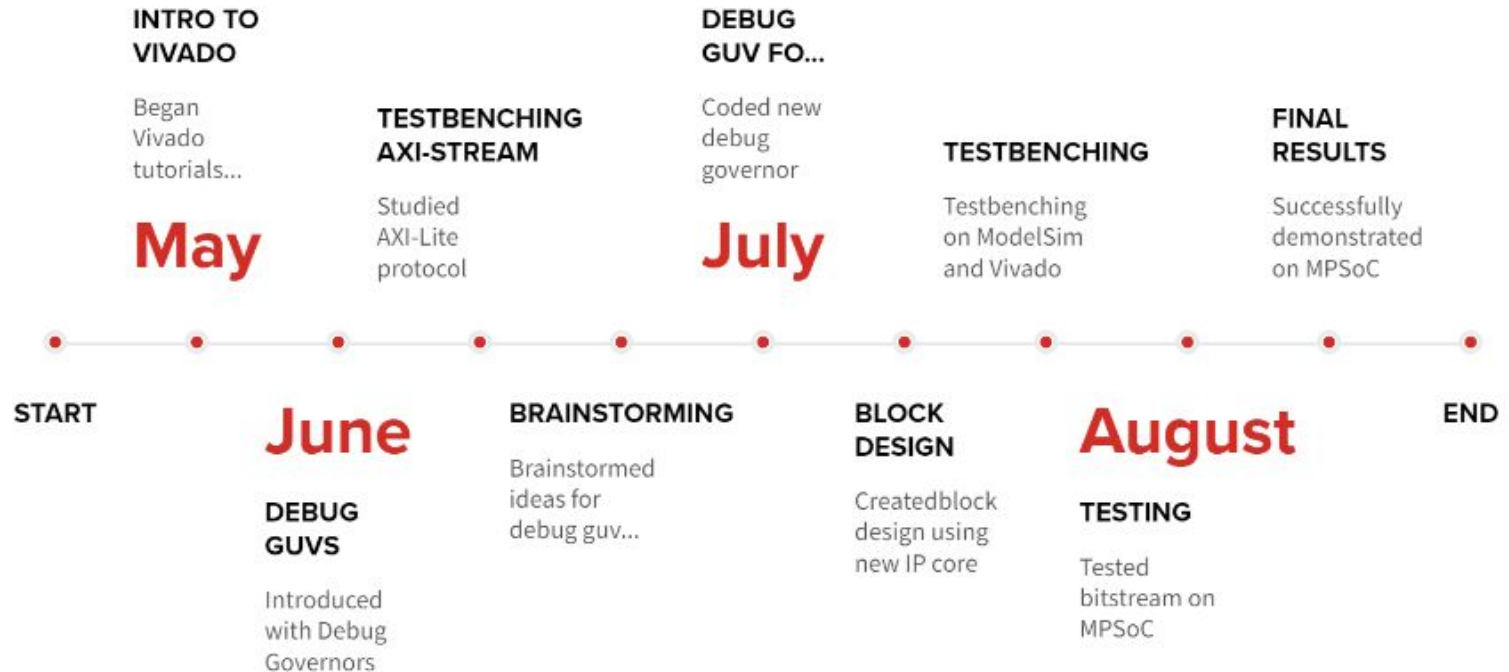 INTRO TO
VIVADO
Began
Vivado
tutorials...
May
TESTBENCHING
AXI-STREAM
Studied
AXI-Lite
protocol
DEBUG
GUV FO...
Coded new
debug
governor
July
TESTBENCHING
Testbenching
on ModelSim
and Vivado
FINAL
RESULTS
Successfully
demonstrated
on MPSoC
START
June
DEBUG
GUVS
Introduced
with Debug
Governors
BRAINSTORMING
Brainstormed
ideas for
debug guv...
BLOCK
DESIGN
Createdblock
design using
new IP core
August
TESTING
Tested
bitstream on
MPSoC
END